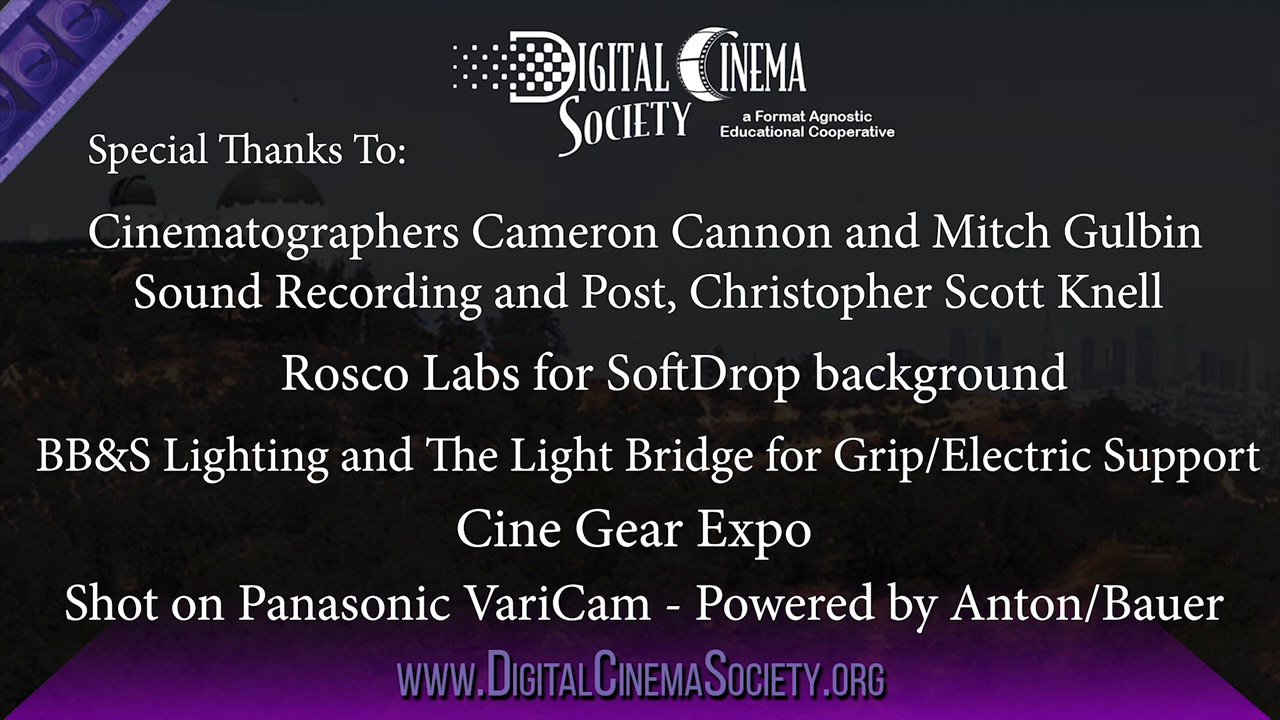 DIGITAL CINEMA
SOCIETY
a Format Agnostic
Educational Cooperative
Special Thanks To:
Cinematographers Cameron Cannon and Mitch Gulbin
Sound Recording and Post, Christopher Scott Knell
Rosco Labs for SoftDrop background
BB&S Lighting and The Light Bridge for Grip/Electric Support
Cine Gear Expo
Shot on Panasonic VariCam - Powered by Anton/Bauer
www.DigitalCinemaSociety.org